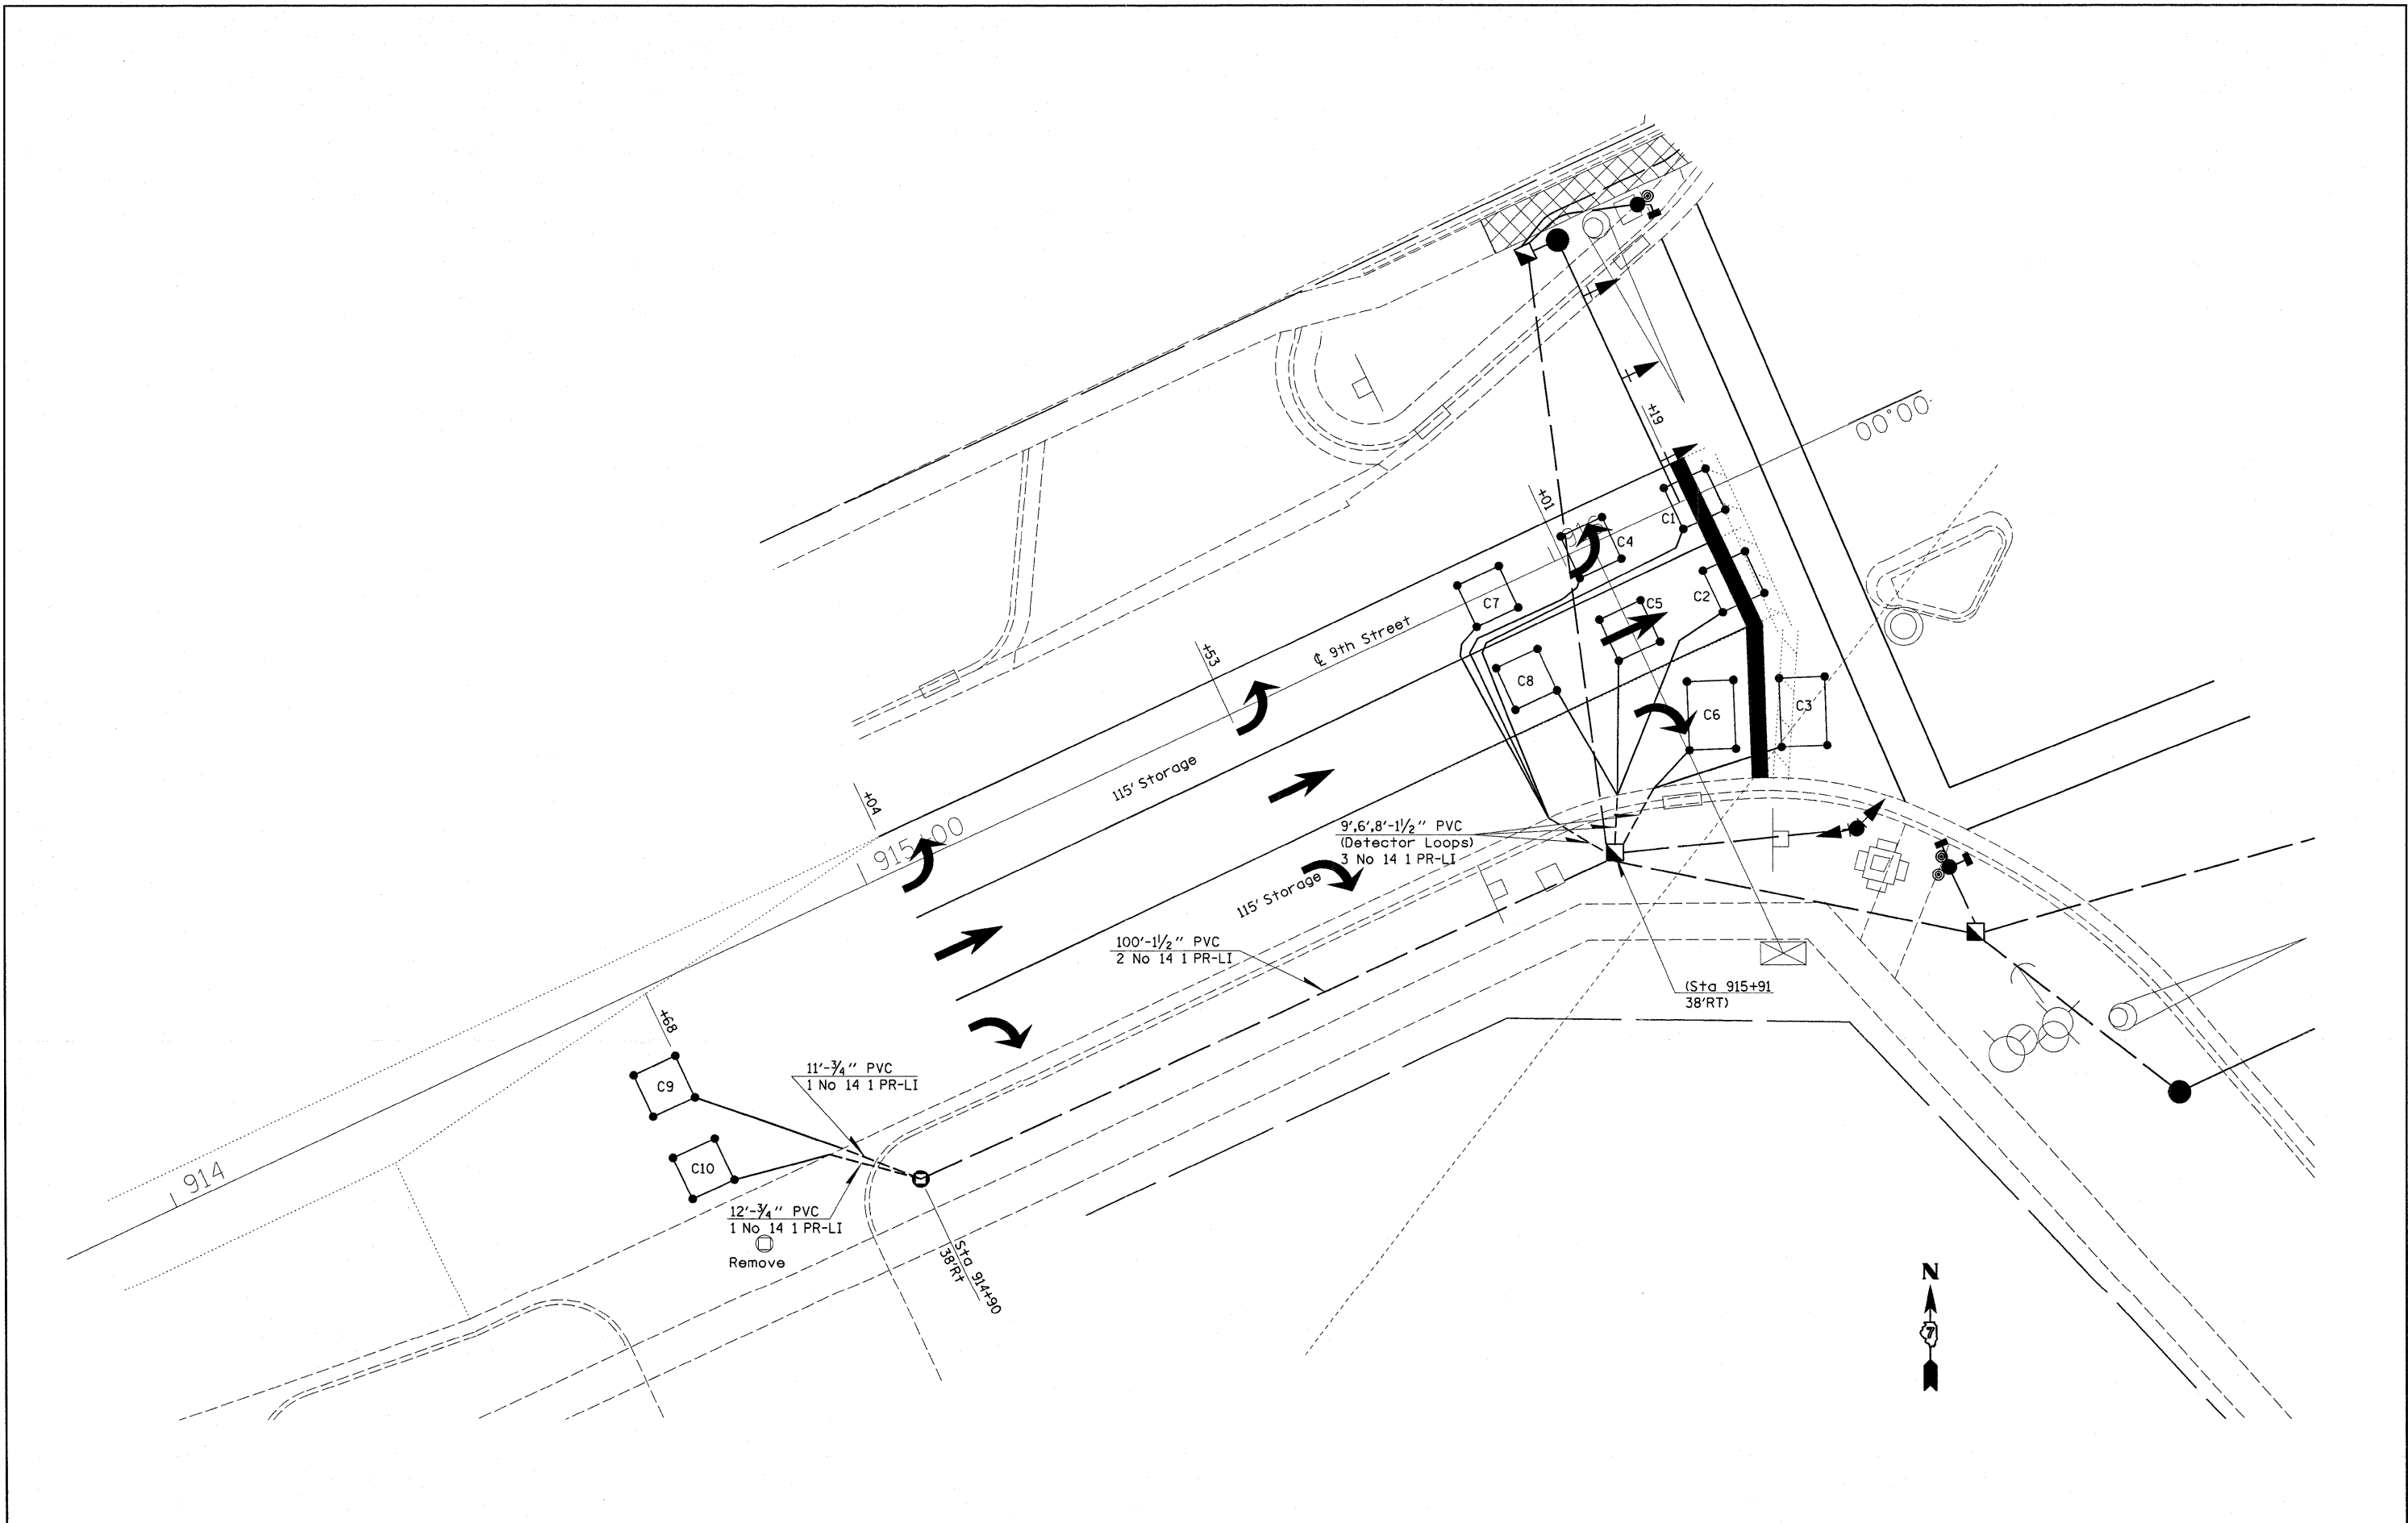 +19
00°00'
+01
916
C1
C4
C7
C2
C5
℄ 9th Street
+53
C8
C6
C3
115' Storage
+04
915+00
9',6',8'-1½" PVC
(Detector Loops)
3 No 14 1 PR-LI
115' Storage
100'-1½" PVC
2 No 14 1 PR-LI
(Sta 915+91
38'RT)
+68
C9
11'-¾" PVC
1 No 14 1 PR-LI
C10
914
12'-¾" PVC
1 No 14 1 PR-LI
Remove
Sta 914+90
38'Rt
N
7